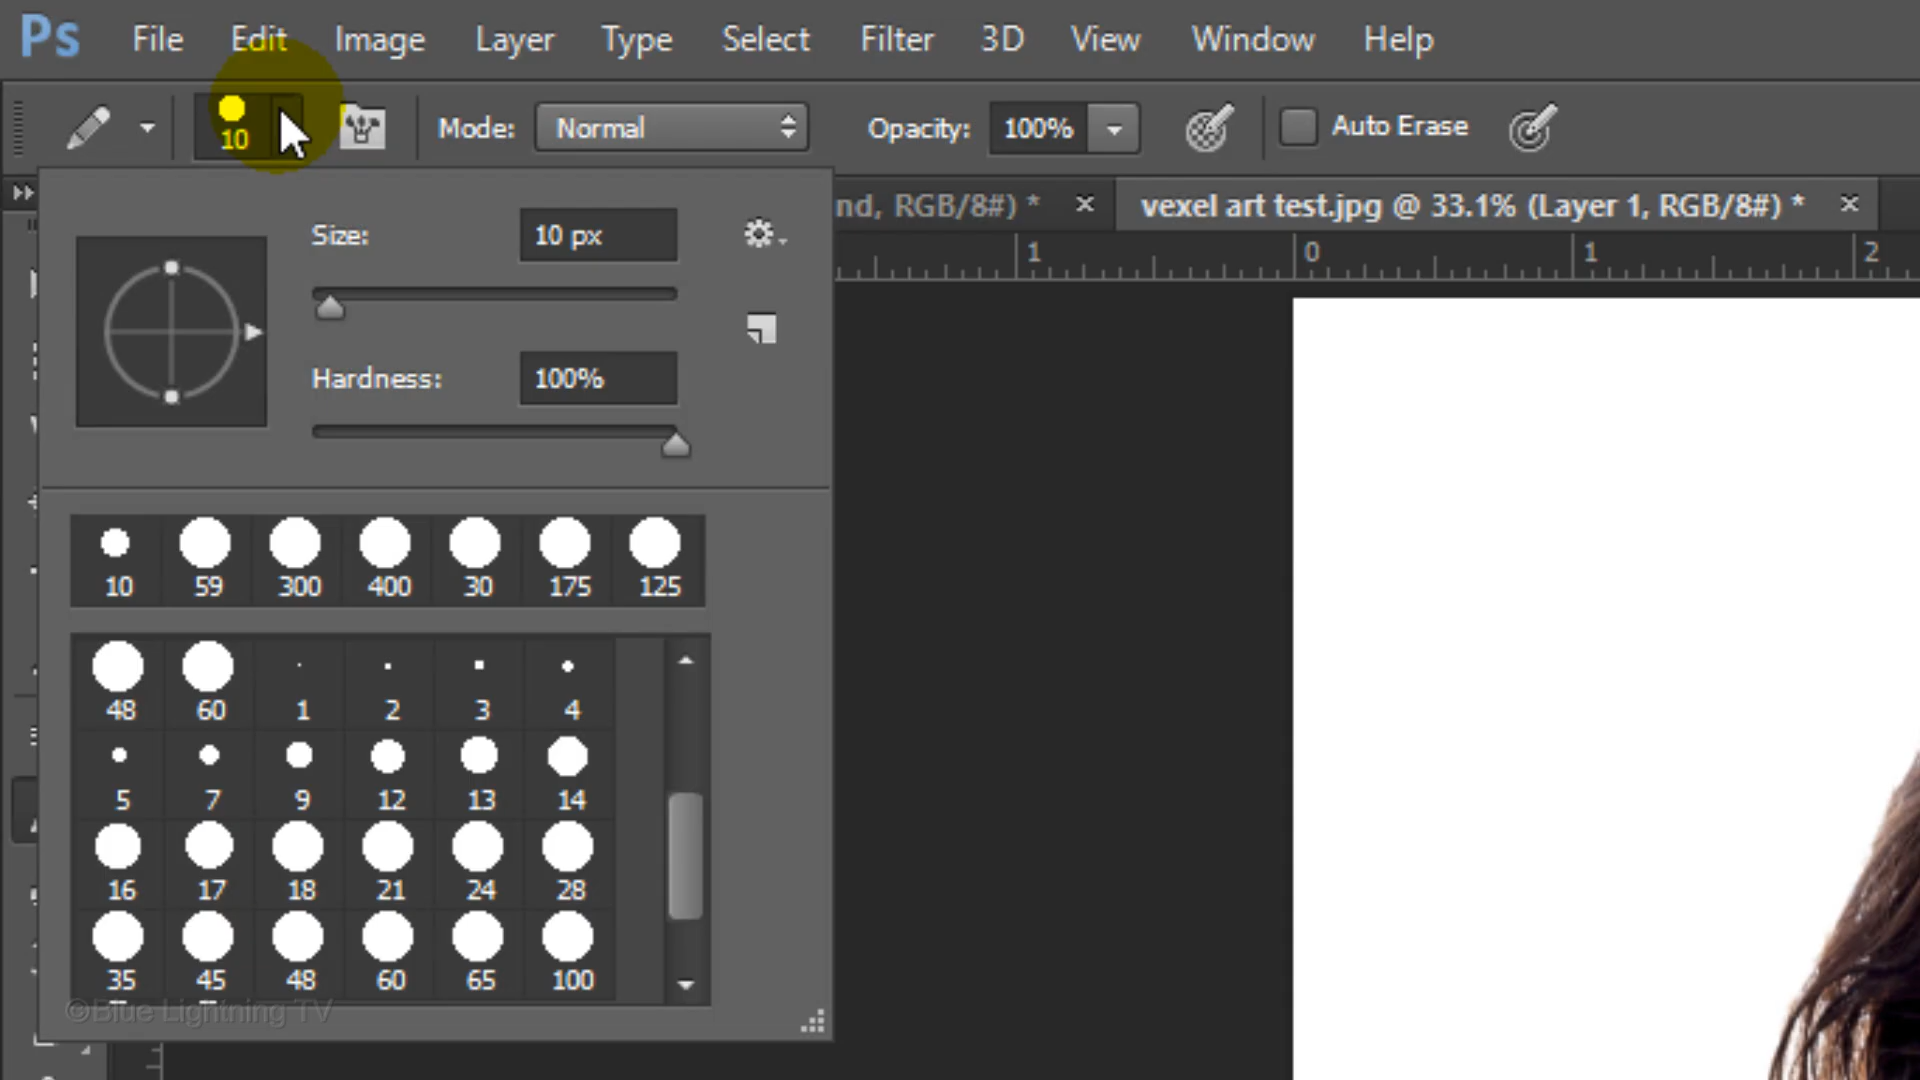 Ps File Edit Image Layer Type Select Filter 3D View Window Help
10 Mode: Normal Opacity: 100% Auto Erase
nd, RGB/8#) * × vexel art test.jpg @ 33.1% (Layer 1, RGB/8#) * ×
Size: 10 px
1 0 1 2
Hardness: 100%
10 59 300 400 30 175 125
48 60 1 2 3 4
5 7 9 12 13 14
16 17 18 21 24 28
35 45 48 60 65 100
©Blue Lightning TV